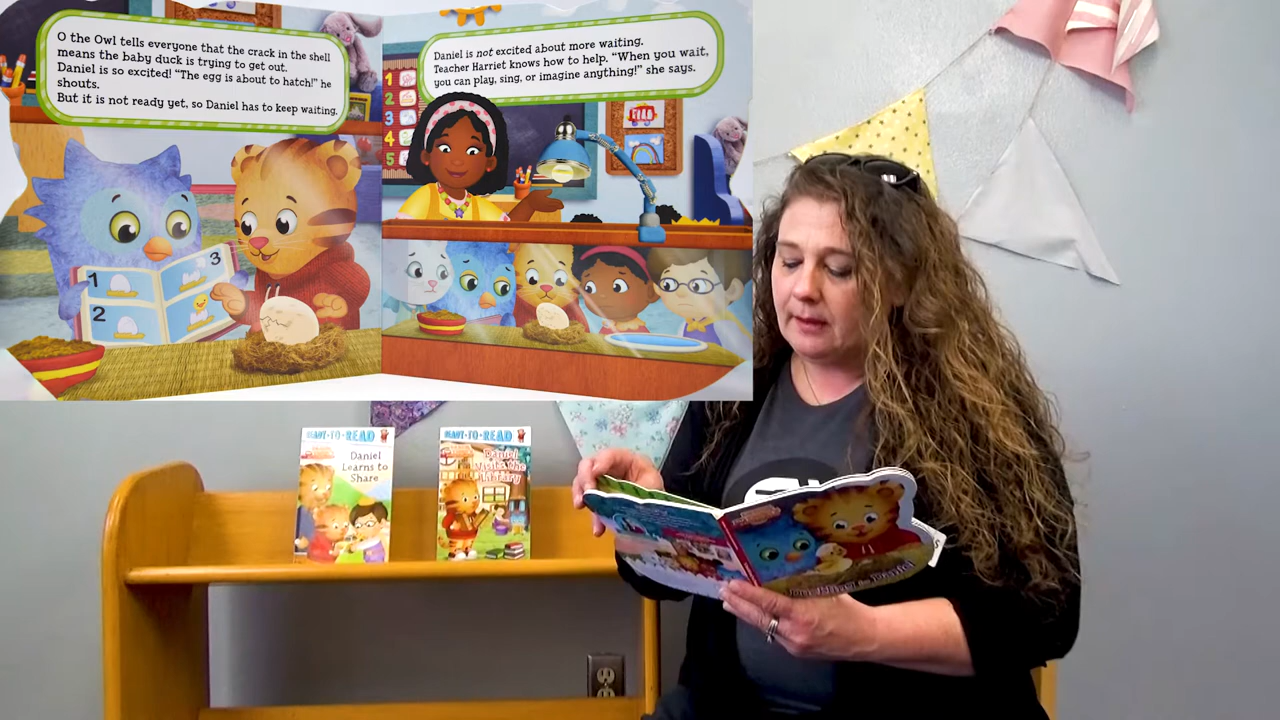 O the Owl tells everyone that the crack in the shell
means the baby duck is trying to get out.
Daniel is so excited! "The egg is about to hatch!" he
shouts.
But it is not ready yet, so Daniel has to keep waiting.
1
2
3
Daniel is not excited about more waiting.
Teacher Harriet knows how to help. "When you wait,
you can play, sing, or imagine anything!" she says.
1
2
3
4
5
READY-TO-READ
Daniel
Learns to
Share
READY-TO-READ
Daniel
Visits the
Library